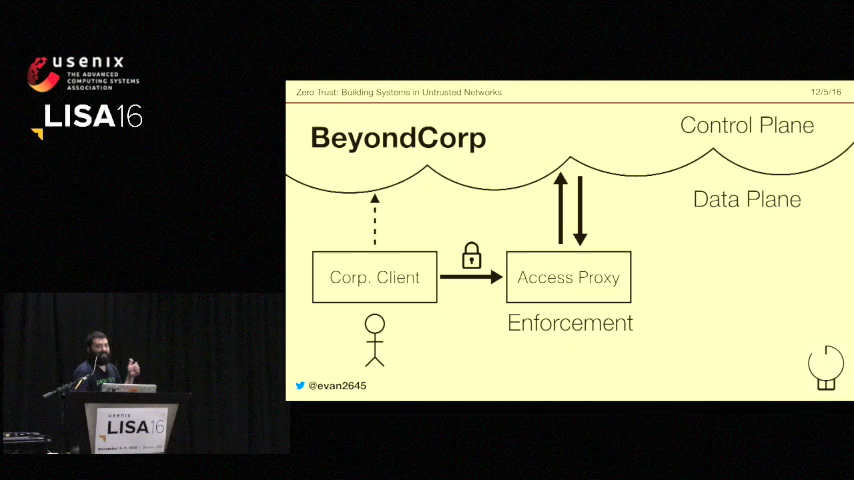 usenix
THE ADVANCED
COMPUTING SYSTEMS
ASSOCIATION
LISA16
Zero Trust: Building Systems in Untrusted Networks
12/5/16
BeyondCorp
Control Plane
Data Plane
Corp. Client
Access Proxy
Enforcement
@evan2645
usenix
LISA16